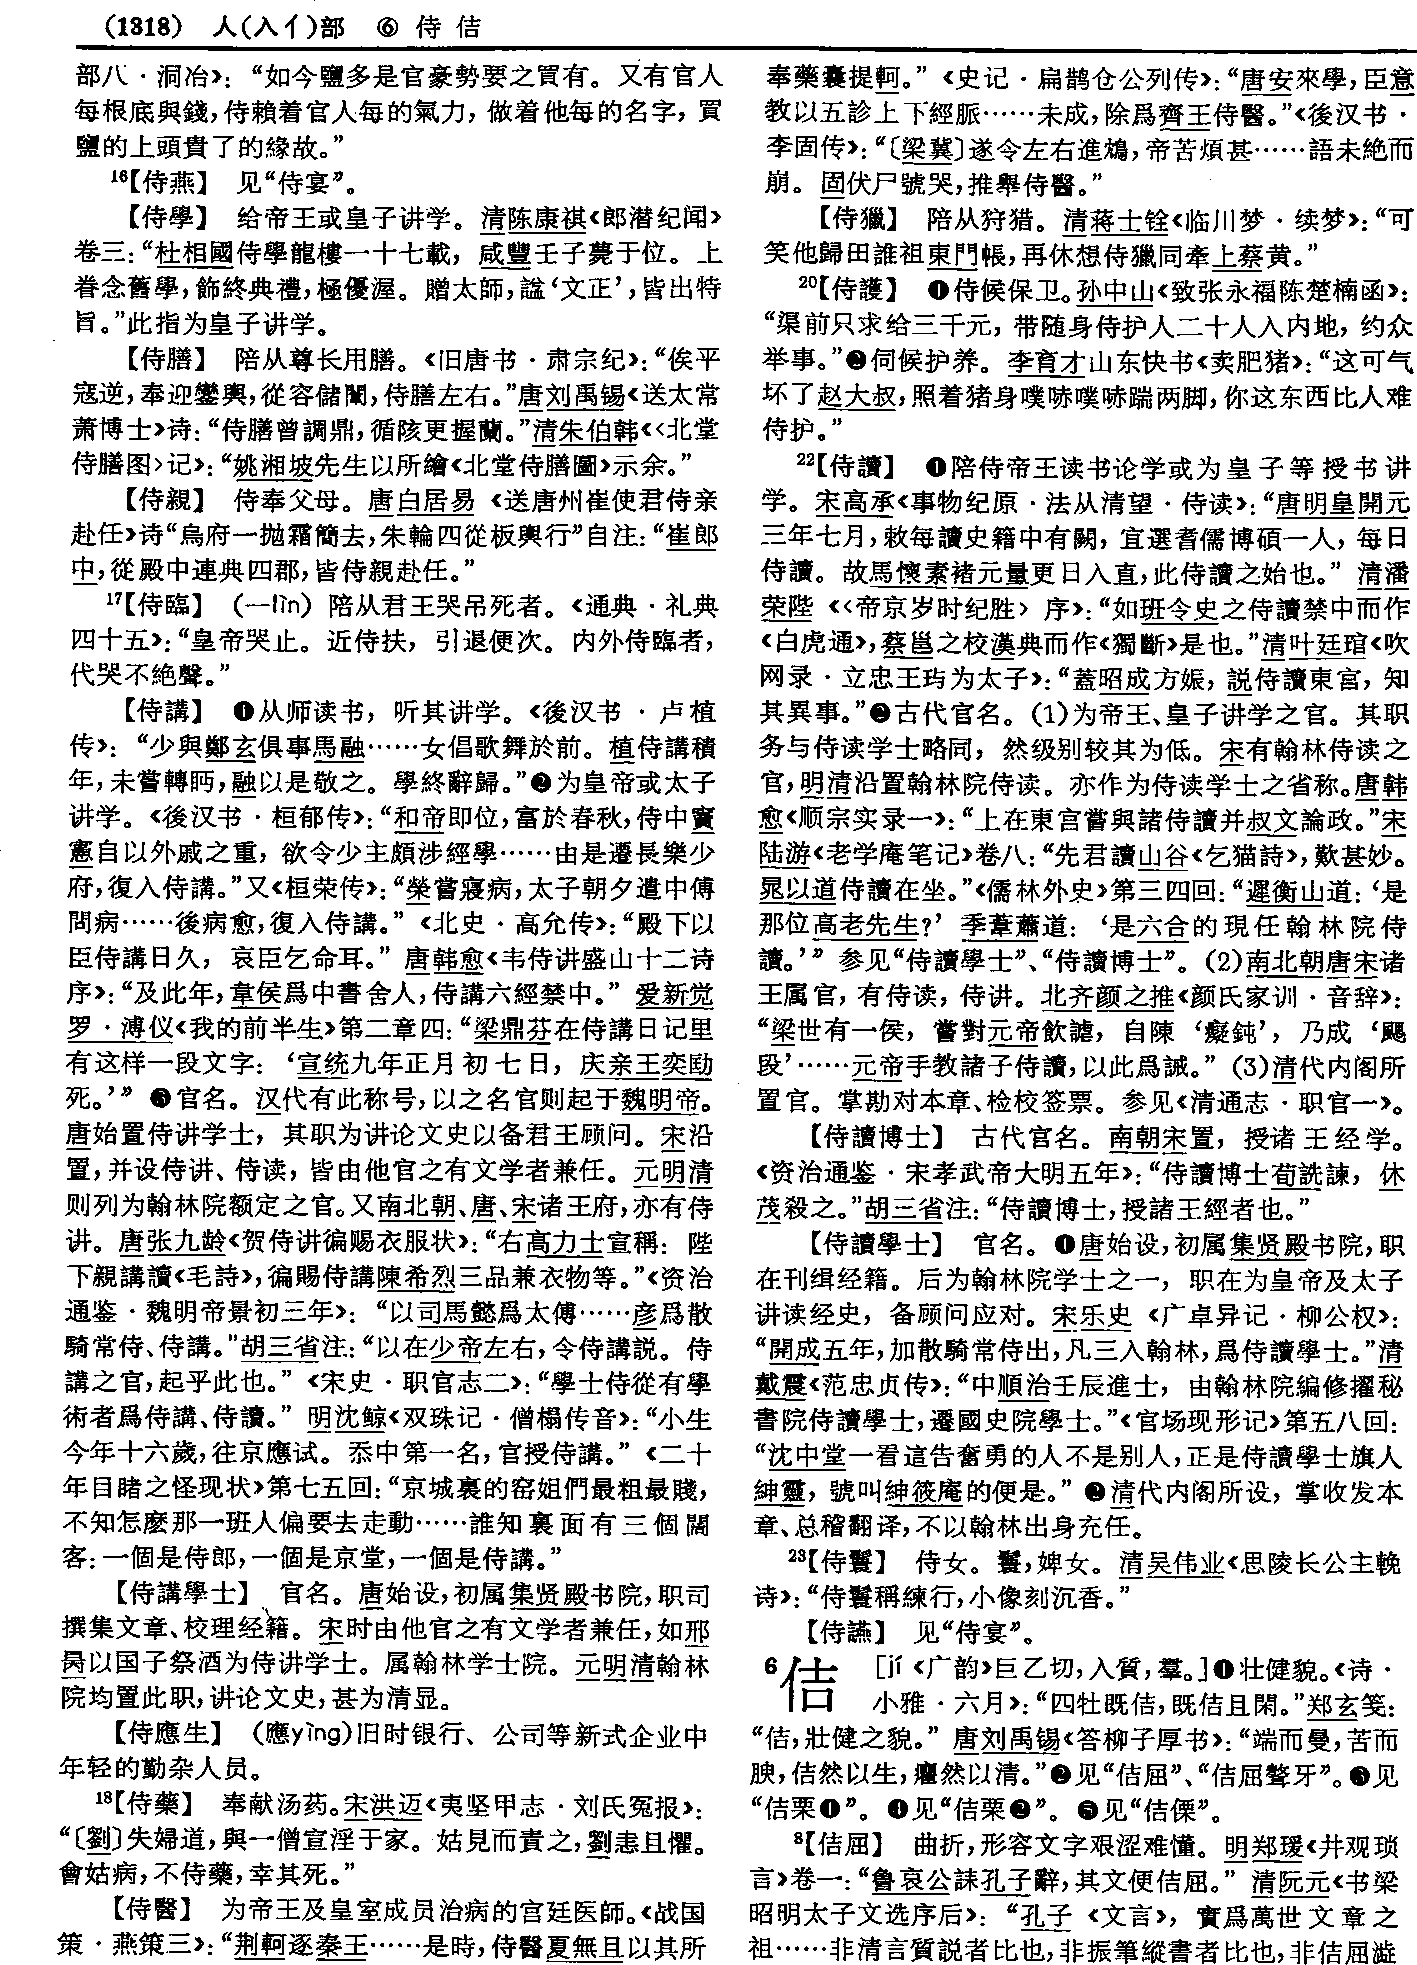 (1318) 人(入亻)部 ⑥ 侍 佶
部八·洞冶》：“如今鹽多是官豪勢要之買有。又有官人
每根底與錢，侍賴着官人每的氣力，做着他每的名字，買
鹽的上頭貴了的緣故。”
16【侍燕】 见“侍宴”。
【侍學】 给帝王或皇子讲学。清陈康祺《郎潜纪闻》
卷三：“杜相國侍學龍樓一十七載，咸豐壬子薨于位。上
眷念舊學，飾終典禮，極優渥。贈太師，諡‘文正’，皆出特
旨。”此指为皇子讲学。
【侍膳】 陪从尊长用膳。《旧唐书·肃宗纪》：“俟平
寇逆，奉迎鑾輿，從容儲闈，侍膳左右。”唐刘禹锡《送太常
萧博士》诗：“侍膳曾調鼎，循陔更握蘭。”清朱伯韩《〈北堂
侍膳图〉记》：“姚湘坡先生以所繪《北堂侍膳圖》示余。”
【侍親】 侍奉父母。唐白居易《送唐州崔使君侍亲
赴任》诗“烏府一抛霜簡去，朱輪四從板輿行”自注：“崔郎
中，從殿中連典四郡，皆侍親赴任。”
17【侍臨】 (—lìn) 陪从君王哭吊死者。《通典·礼典
四十五》：“皇帝哭止。近侍扶，引退便次。内外侍臨者，
代哭不絶聲。”
【侍講】 ❶从师读书，听其讲学。《後汉书·卢植
传》：“少與鄭玄俱事馬融……女倡歌舞於前。植侍講積
年，未嘗轉眄，融以是敬之。學終辭歸。”❷为皇帝或太子
讲学。《後汉书·桓郁传》：“和帝即位，富於春秋，侍中竇
憲自以外戚之重，欲令少主頗涉經學……由是遷長樂少
府，復入侍講。”又《桓荣传》：“榮嘗寢病，太子朝夕遣中傅
問病……後病愈，復入侍講。”《北史·高允传》：“殿下以
臣侍講日久，哀臣乞命耳。”唐韩愈《韦侍讲盛山十二诗
序》：“及此年，韋侯爲中書舍人，侍講六經禁中。”爱新觉
罗·溥仪《我的前半生》第二章四：“梁鼎芬在侍講日记里
有这样一段文字：‘宣统九年正月初七日，庆亲王奕劻
死。’” ❸官名。汉代有此称号，以之名官则起于魏明帝。
唐始置侍讲学士，其职为讲论文史以备君王顾问。宋沿
置，并设侍讲、侍读，皆由他官之有文学者兼任。元明清
则列为翰林院额定之官。又南北朝、唐、宋诸王府，亦有侍
讲。唐张九龄《贺侍讲徧赐衣服状》：“右高力士宣稱：陛
下親講讀《毛詩》，徧賜侍講陳希烈三品兼衣物等。”《资治
通鉴·魏明帝景初三年》：“以司馬懿爲太傅……彦爲散
騎常侍、侍講。”胡三省注：“以在少帝左右，令侍講説。侍
講之官，起乎此也。”《宋史·职官志二》：“學士侍從有學
術者爲侍講、侍讀。”明沈鲸《双珠记·僧榻传音》：“小生
今年十六歲，往京應试。忝中第一名，官授侍講。”《二十
年目睹之怪现状》第七五回：“京城裏的窑姐們最粗最賤，
不知怎麽那一班人偏要去走動……誰知裏面有三個闊
客：一個是侍郎，一個是京堂，一個是侍講。”
【侍講學士】 官名。唐始设，初属集贤殿书院，职司
撰集文章、校理经籍。宋时由他官之有文学者兼任，如邢
昺以国子祭酒为侍讲学士。属翰林学士院。元明清翰林
院均置此职，讲论文史，甚为清显。
【侍應生】 (應yìng)旧时银行、公司等新式企业中
年轻的勤杂人员。
18【侍藥】 奉献汤药。宋洪迈《夷坚甲志·刘氏冤报》：
“〔劉〕失婦道，與一僧宣淫于家。姑見而責之，劉恚且懼。
會姑病，不侍藥，幸其死。”
【侍醫】 为帝王及皇室成员治病的宫廷医師。《战国
策·燕策三》：“荆軻逐秦王……是時，侍醫夏無且以其所
奉藥囊提軻。”《史记·扁鹊仓公列传》：“唐安來學，臣意
教以五診上下經脈……未成，除爲齊王侍醫。”《後汉书·
李固传》：“〔梁冀〕遂令左右進鴆，帝苦煩甚……語未絶而
崩。固伏尸號哭，推舉侍醫。”
【侍獵】 陪从狩猎。清蒋士铨《临川梦·续梦》：“可
笑他歸田誰祖東門帳，再休想侍獵同牽上蔡黄。”
20【侍護】 ❶侍候保卫。孙中山《致张永福陈楚楠函》：
“渠前只求给三千元，带随身侍护人二十人入内地，约众
举事。”❷伺候护养。李育才山东快书《卖肥猪》：“这可气
坏了赵大叔，照着猪身噗哧噗哧踹两脚，你这东西比人难
侍护。”
22【侍讀】 ❶陪侍帝王读书论学或为皇子等授书讲
学。宋高承《事物纪原·法从清望·侍读》：“唐明皇開元
三年七月，敕每讀史籍中有闕，宜選耆儒博碩一人，每日
侍讀。故馬懷素褚元量更日入直，此侍讀之始也。”清潘
荣陛《〈帝京岁时纪胜〉序》：“如班令史之侍讀禁中而作
《白虎通》，蔡邕之校漢典而作《獨斷》是也。”清叶廷琯《吹
网录·立忠王玙为太子》：“蓋昭成方娠，説侍讀東宫，知
其異事。”❷古代官名。(1)为帝王、皇子讲学之官。其职
务与侍读学士略同，然级别较其为低。宋有翰林侍读之
官，明清沿置翰林院侍读。亦作为侍读学士之省称。唐韩
愈《顺宗实录一》：“上在東宫嘗與諸侍讀并叔文論政。”宋
陆游《老学庵笔记》卷八：“先君讀山谷《乞猫詩》，歎甚妙。
晁以道侍讀在坐。”《儒林外史》第三四回：“遲衡山道：‘是
那位高老先生？’季葦蕭道：‘是六合的現任翰林院侍
讀。’” 参见“侍讀學士”、“侍讀博士”。(2)南北朝唐宋诸
王属官，有侍读，侍讲。北齐颜之推《颜氏家训·音辞》：
“梁世有一侯，嘗對元帝飲謔，自陳‘癡鈍’，乃成‘颸
段’……元帝手教諸子侍讀，以此爲誡。”(3)清代内阁所
置官。掌勘对本章、检校签票。参见《清通志·职官一》。
【侍讀博士】 古代官名。南朝宋置，授诸王经学。
《资治通鉴·宋孝武帝大明五年》：“侍讀博士荀詵諫，休
茂殺之。”胡三省注：“侍讀博士，授諸王經者也。”
【侍讀學士】 官名。❶唐始设，初属集贤殿书院，职
在刊缉经籍。后为翰林院学士之一，职在为皇帝及太子
讲读经史，备顾问应对。宋乐史《广卓异记·柳公权》：
“開成五年，加散騎常侍出，凡三入翰林，爲侍讀學士。”清
戴震《范忠贞传》：“中順治壬辰進士，由翰林院編修擢秘
書院侍讀學士，遷國史院學士。”《官场现形记》第五八回：
“沈中堂一看這告奮勇的人不是别人，正是侍讀學士旗人
紳靈，號叫紳筱庵的便是。”❷清代内阁所设，掌收发本
章、总稽翻译，不以翰林出身充任。
23【侍鬟】 侍女。鬟，婢女。清吴伟业《思陵长公主輓
诗》：“侍鬟稱練行，小像刻沉香。”
【侍讌】 见“侍宴”。
6佶 [jí《广韵》巨乙切，入質，羣。]❶壮健貌。《诗·
小雅·六月》：“四牡既佶，既佶且閑。”郑玄笺：
“佶，壯健之貌。”唐刘禹锡《答柳子厚书》：“端而曼，苦而
腴，佶然以生，癯然以清。”❷见“佶屈”、“佶屈聱牙”。❸见
“佶栗❶”。❹见“佶栗❷”。❺见“佶傈”。
8【佶屈】 曲折，形容文字艰涩难懂。明郑瑗《井观琐
言》卷一：“魯哀公誄孔子辭，其文便佶屈。”清阮元《书梁
昭明太子文选序后》：“孔子《文言》，實爲萬世文章之
祖……非清言質説者比也，非振筆縱書者比也，非佶屈澁